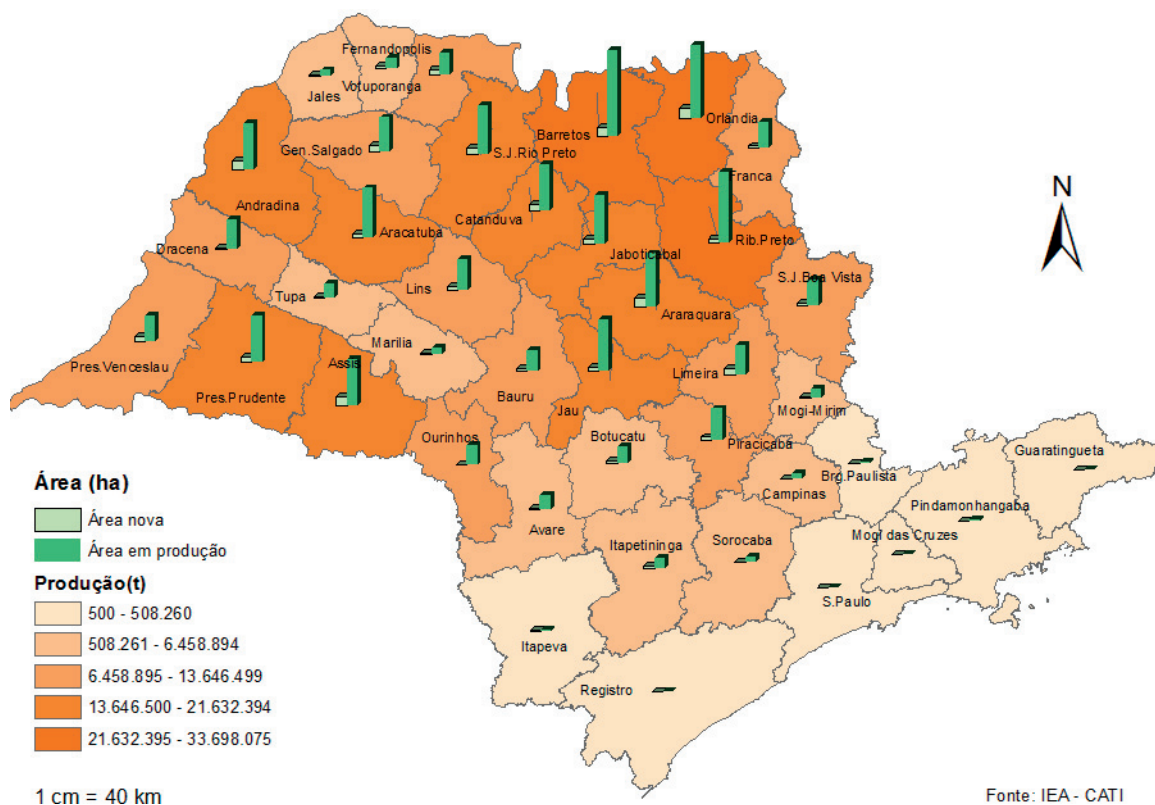 Fernandopolis
Votuporanga
Jales
Gen.Salgado
S.J.Rio Preto
Barretos
Orlandia
Franca
N
Andradina
Aracatuba
Catanduva
Jaboticabal
Rib.Preto
Dracena
Tupa
Lins
Araraquara
S.J.Boa Vista
Pres.Venceslau
Pres.Prudente
Assis
Marilia
Bauru
Jau
Limeira
Mogi-Mirim
Ourinhos
Botucatu
Piracicaba
Campinas
Brg.Paulista
Guaratingueta
Pindamonhangaba
Avare
Itapetininga
Sorocaba
Mogi das Cruzes
S.Paulo
Itapeva
Registro
Área (ha)
Área nova
Área em produção
Produção(t)
500 - 508.260
508.261 - 6.458.894
6.458.895 - 13.646.499
13.646.500 - 21.632.394
21.632.395 - 33.698.075
1 cm = 40 km
Fonte: IEA - CATI